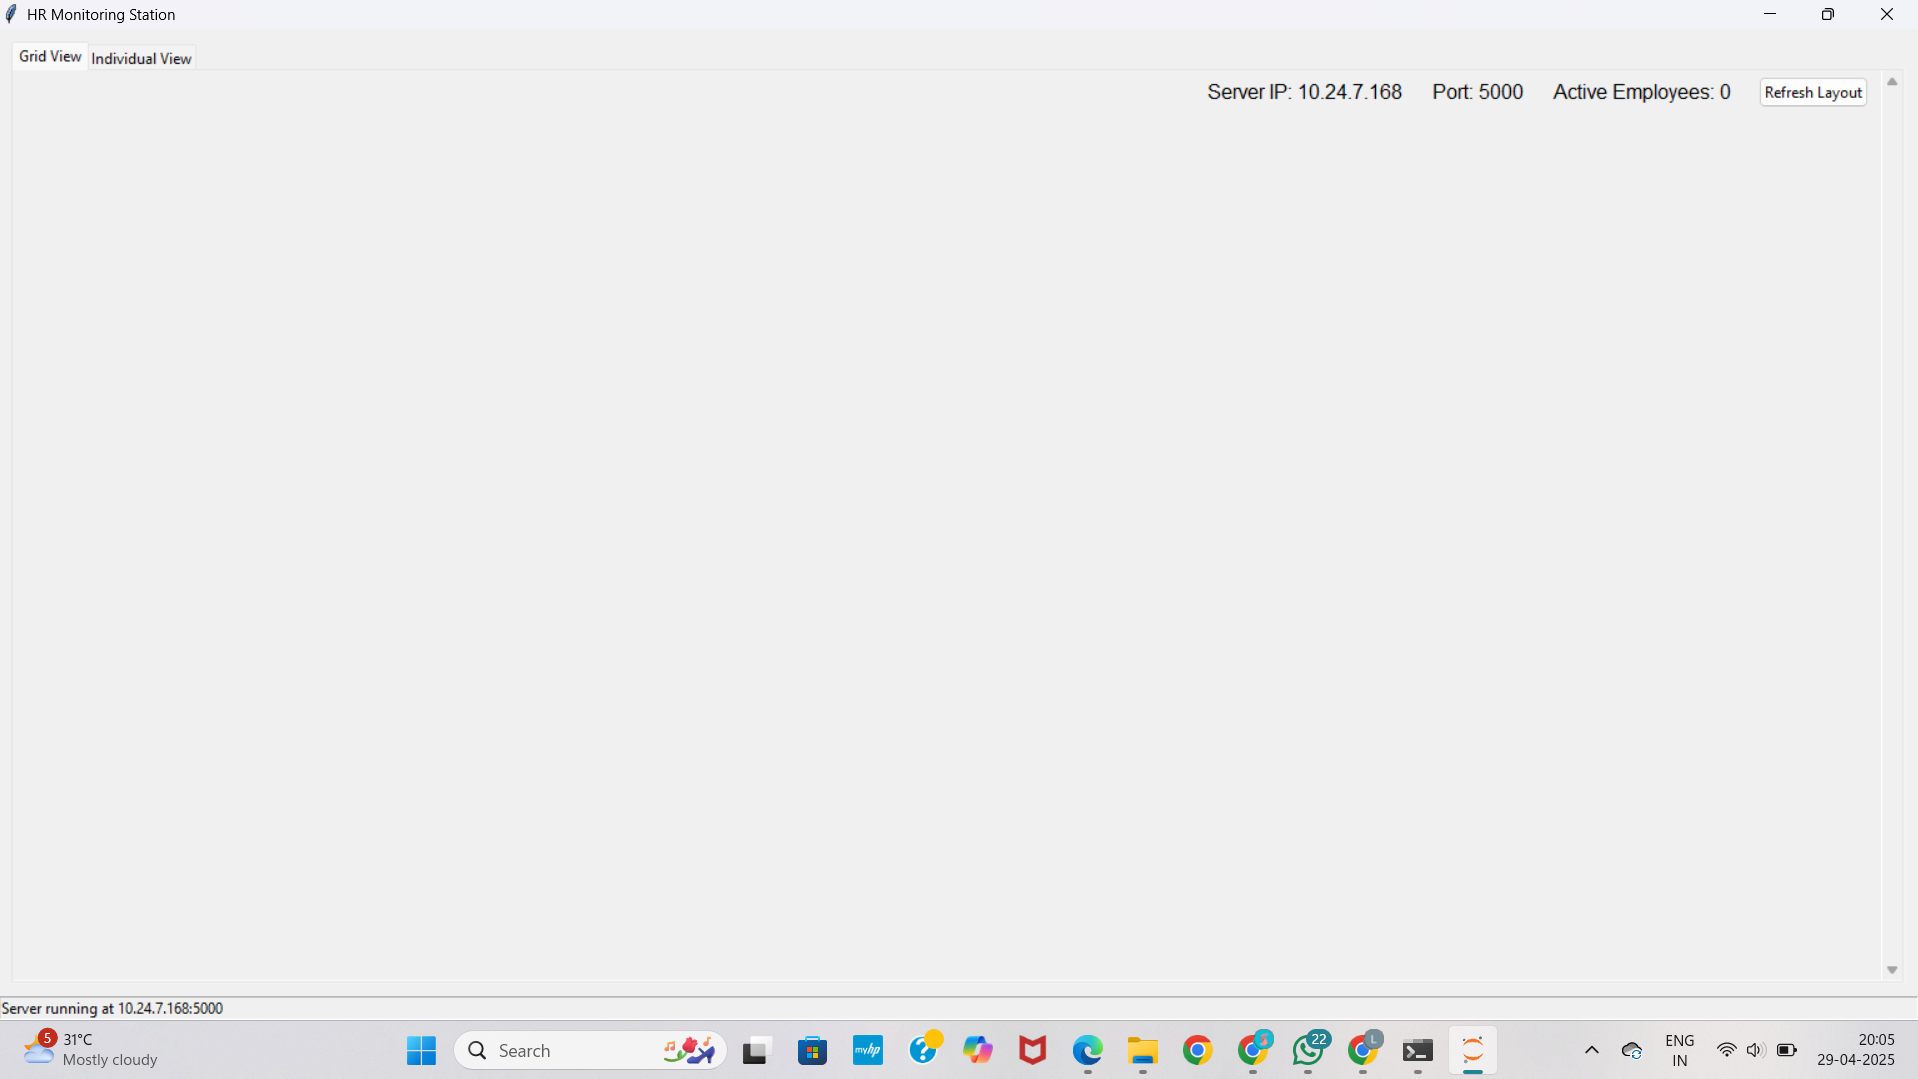 HR Monitoring Station
Grid View Individual View
Server IP: 10.24.7.168 Port: 5000 Active Employees: 0 Refresh Layout
Server running at 10.24.7.168:5000
5 31°C
Mostly cloudy
Search
myhp
22
L
ENG
IN
20:05
29-04-2025